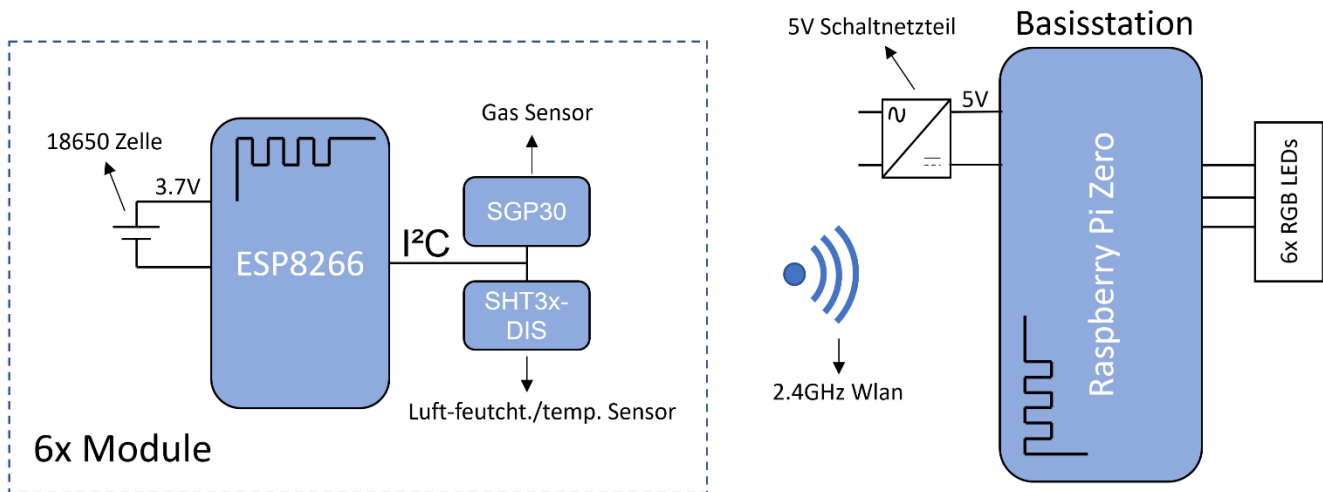 18650 Zelle
3.7V
ESP8266
I²C
Gas Sensor
SGP30
SHT3x-
DIS
Luft-feutcht./temp. Sensor
6x Module
5V Schaltnetzteil
5V
2.4GHz Wlan
Basisstation
Raspberry Pi Zero
6x RGB LEDs